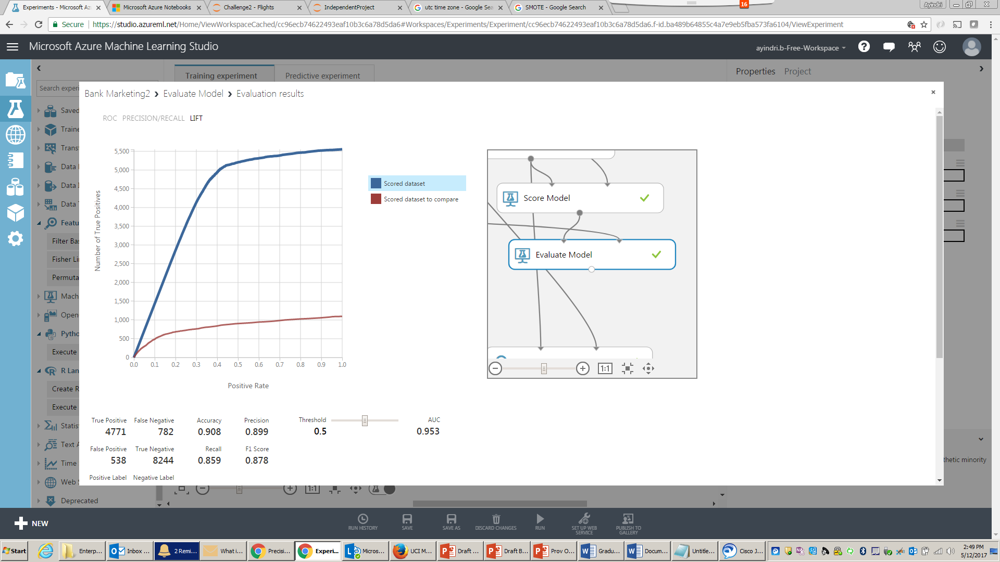 Experiments - Microsoft Az
Microsoft Azure Notebooks
Challenge2 - Flights
IndependentProject
utc time zone - Google Sea
SMOTE - Google Search
16
Ayindri
Secure
https://studio.azureml.net/Home/ViewWorkspaceCached/cc96ecb74622493eaf10b3c6a78d5da6#Workspaces/Experiments/Experiment/cc96ecb74622493eaf10b3c6a78d5da6.f-id.ba489b64855c4a7e9eb5fba573fa6104/ViewExperiment
Microsoft Azure Machine Learning Studio
ayindri.b-Free-Workspace
Training experiment
Predictive experiment
Properties Project
Search experi
Saved
Traine
Transf
Data
Data I
Data T
Featu
Filter Bas
Fisher Li
Permuta
Mach
Open
Pytho
Execute
R Lan
Create R
Execute
Statis
Text A
Time
Web S
Deprecated
Bank Marketing2 > Evaluate Model > Evaluation results
ROC PRECISION/RECALL LIFT
Number of True Positives
5,500
5,000
4,500
4,000
3,500
3,000
2,500
2,000
1,500
1,000
500
0
0.0 0.1 0.2 0.3 0.4 0.5 0.6 0.7 0.8 0.9 1.0
Positive Rate
Scored dataset
Scored dataset to compare
Score Model
Evaluate Model
1:1
True Positive False Negative Accuracy Precision Threshold AUC
4771 782 0.908 0.899 0.5 0.953
False Positive True Negative Recall F1 Score
538 8244 0.859 0.878
Positive Label Negative Label
thetic minority
1:1
NEW
RUN HISTORY
SAVE
SAVE AS
DISCARD CHANGES
RUN
SET UP WEB
SERVICE
PUBLISH TO
GALLERY
Start
Enterp...
Inbox ...
2 Remi...
What i...
Precisi...
Experi...
Micros...
UCI M...
Draft ...
Draft B...
Prov O...
Gradu...
Docum...
Untitle...
Cisco J...
2:49 PM
5/12/2017